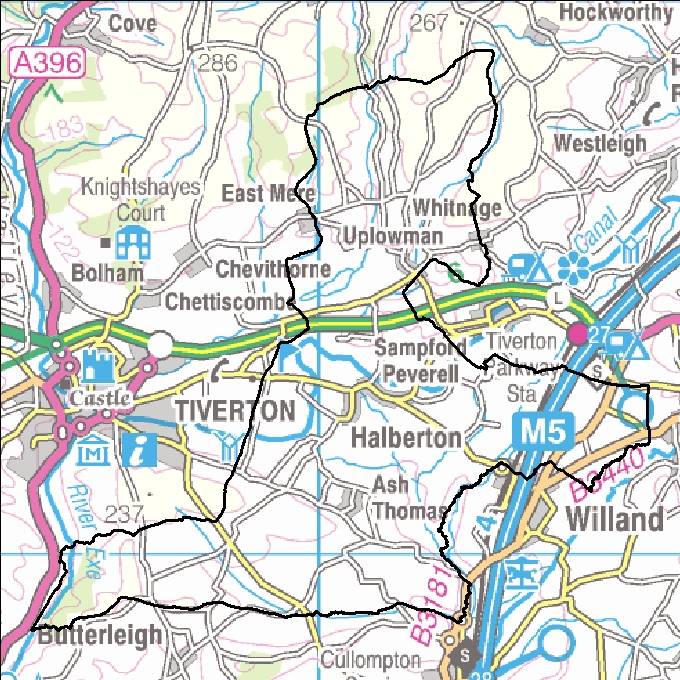 Cove
267
Hockworthy
A396
286
183
Westleigh
Knightshayes
Court
East Mere
Whitnage
122
Uplowman
Canal
Bolham
Chevithorne
Chettiscombe
L
27
Tiverton
Parkway
Sta
S
Sampford
Peverell
Castle
TIVERTON
Halberton
M5
B3440
Ash
Thomas
Willand
237
River Exe
4
B3181
Butterleigh
Cullompton
S
28